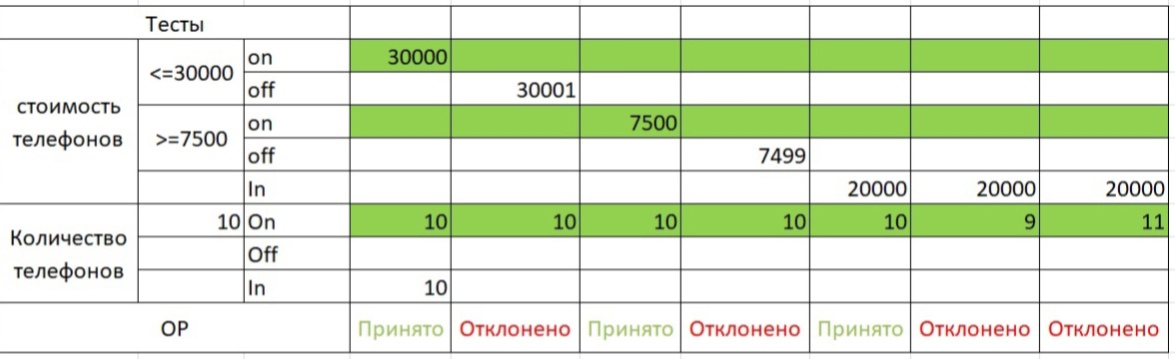 Тесты
стоимость телефонов <=30000 on 30000
off 30001
>=7500 on 7500
off 7499
In 20000 20000 20000
Количество телефонов 10 On 10 10 10 10 10 9 11
Off
In 10
ОР Принято Отклонено Принято Отклонено Принято Отклонено Отклонено